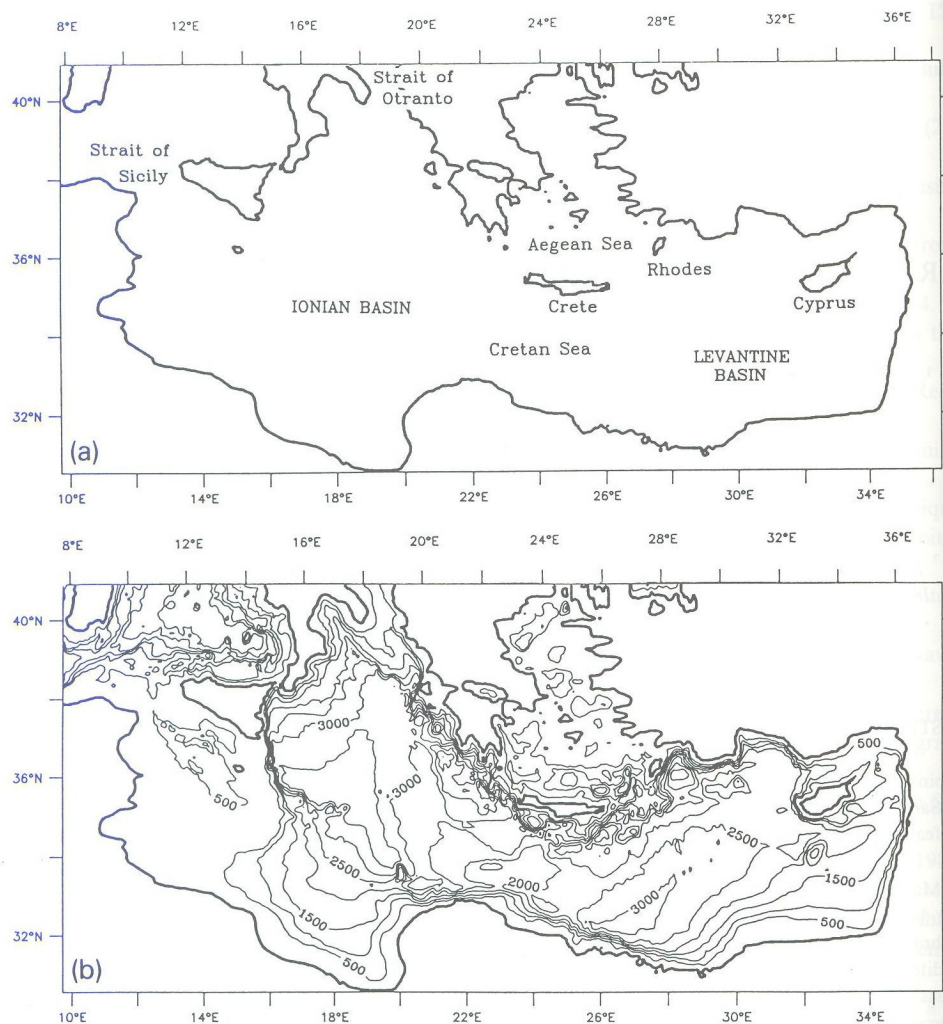 8°E 12°E 16°E 20°E 24°E 28°E 32°E 36°E
Strait of
Otranto
40°N
Strait of
Sicily
Aegean Sea
36°N
Rhodes
IONIAN BASIN
Crete
Cyprus
Cretan Sea
LEVANTINE
BASIN
32°N
(a)
10°E 14°E 18°E 22°E 26°E 30°E 34°E
8°E 12°E 16°E 20°E 24°E 28°E 32°E 36°E
40°N
3000
500
36°N
3000
500
2500
2500
2000
1500
3000
1500
500
32°N
500
(b)
10°E 14°E 18°E 22°E 26°E 30°E 34°E